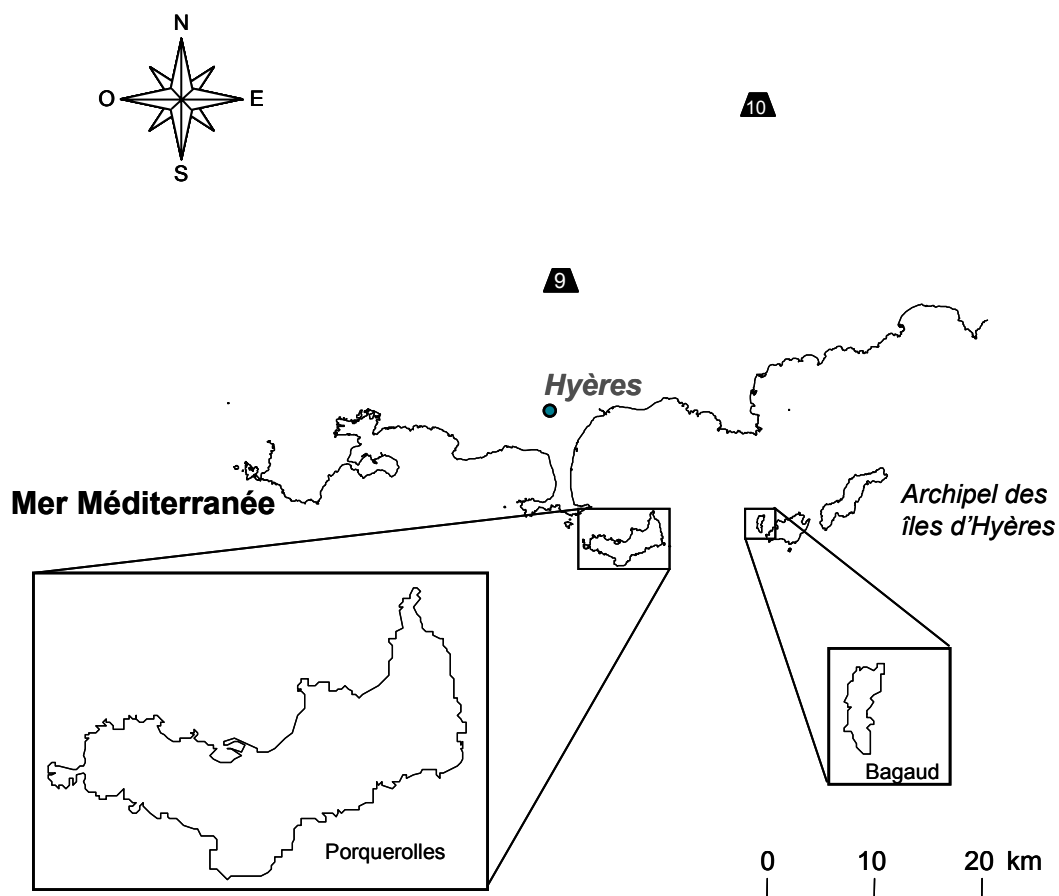 N
O E
S
10
9
Hyères
Mer Méditerranée
Archipel des
îles d'Hyères
Bagaud
Porquerolles
0 10 20 km